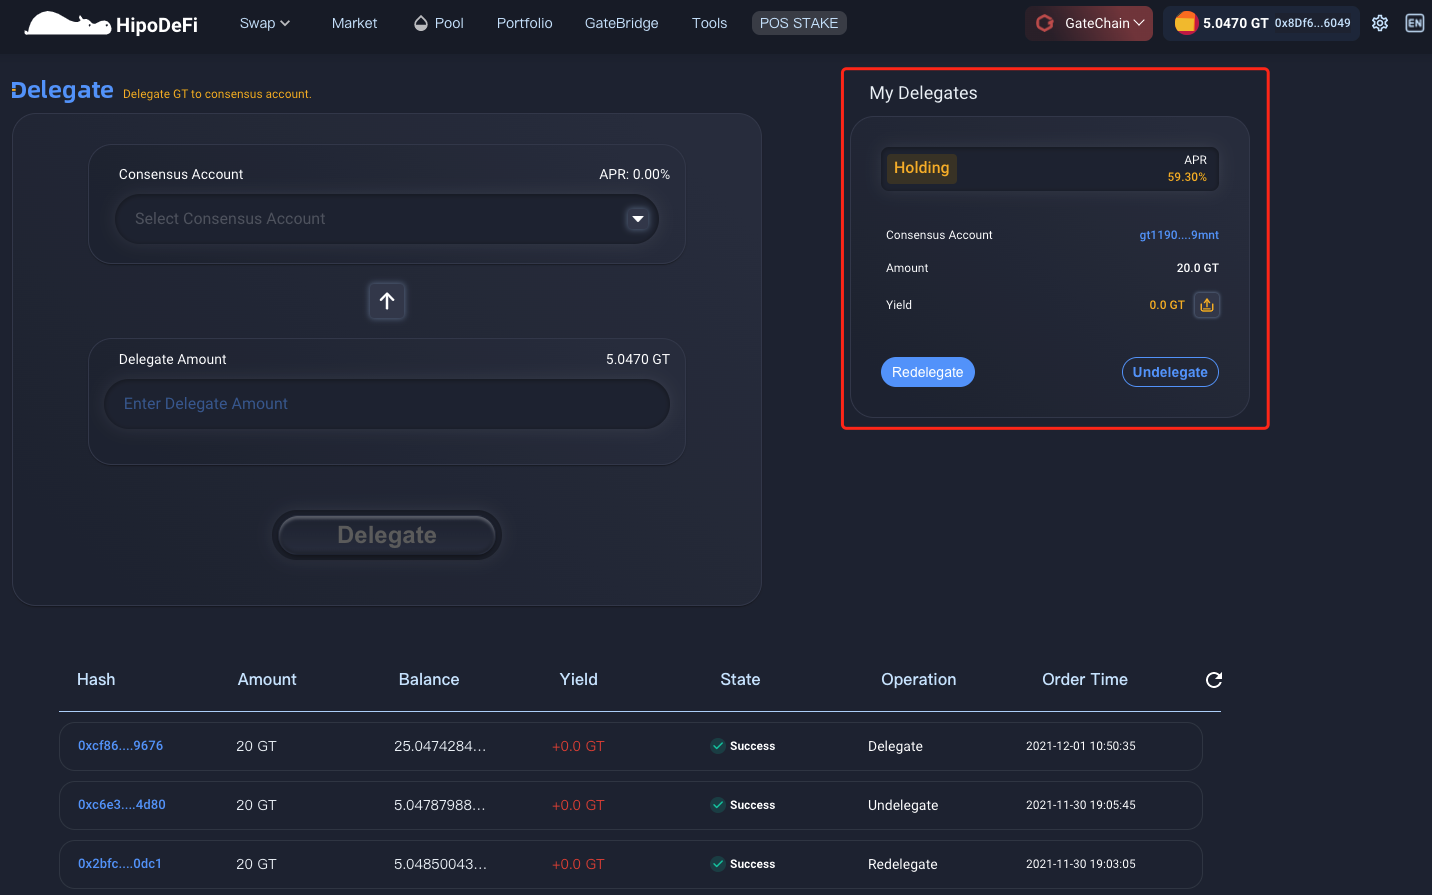 HipoDeFi Swap Market Pool Portfolio GateBridge Tools POS STAKE GateChain 5.0470 GT 0x8Df6...6049 EN
Delegate Delegate GT to consensus account.
Consensus Account APR: 0.00%
Select Consensus Account
Delegate Amount 5.0470 GT
Enter Delegate Amount
Delegate
My Delegates
Holding APR
59.30%
Consensus Account gt1190....9mnt
Amount 20.0 GT
Yield 0.0 GT
Redelegate Undelegate
Hash Amount Balance Yield State Operation Order Time
0xcf86....9676 20 GT 25.0474284... +0.0 GT Success Delegate 2021-12-01 10:50:35
0xc6e3....4d80 20 GT 5.04787988... +0.0 GT Success Undelegate 2021-11-30 19:05:45
0x2bfc....0dc1 20 GT 5.04850043... +0.0 GT Success Redelegate 2021-11-30 19:03:05